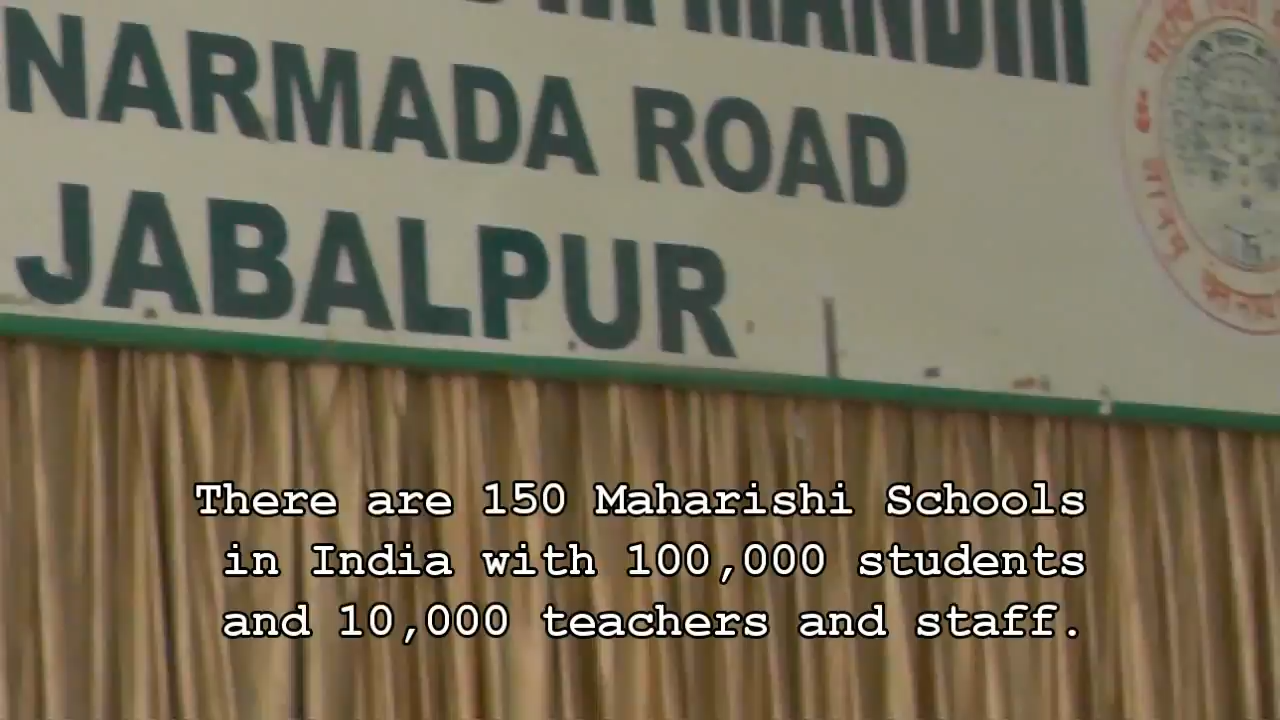 MANDIR
NARMADA ROAD
JABALPUR
There are 150 Maharishi Schools
in India with 100,000 students
and 10,000 teachers and staff.